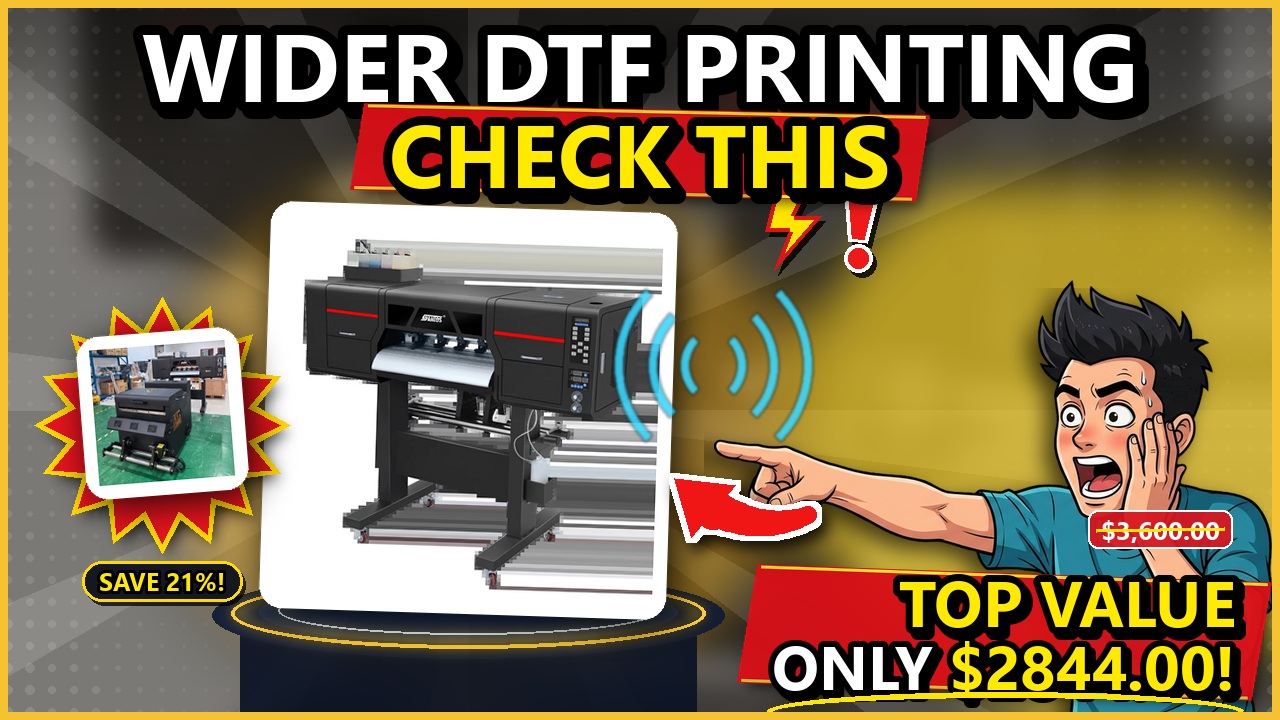 WIDER DTF PRINTING
CHECK THIS
SAVE 21%!
$3,600.00
TOP VALUE
ONLY $2844.00!